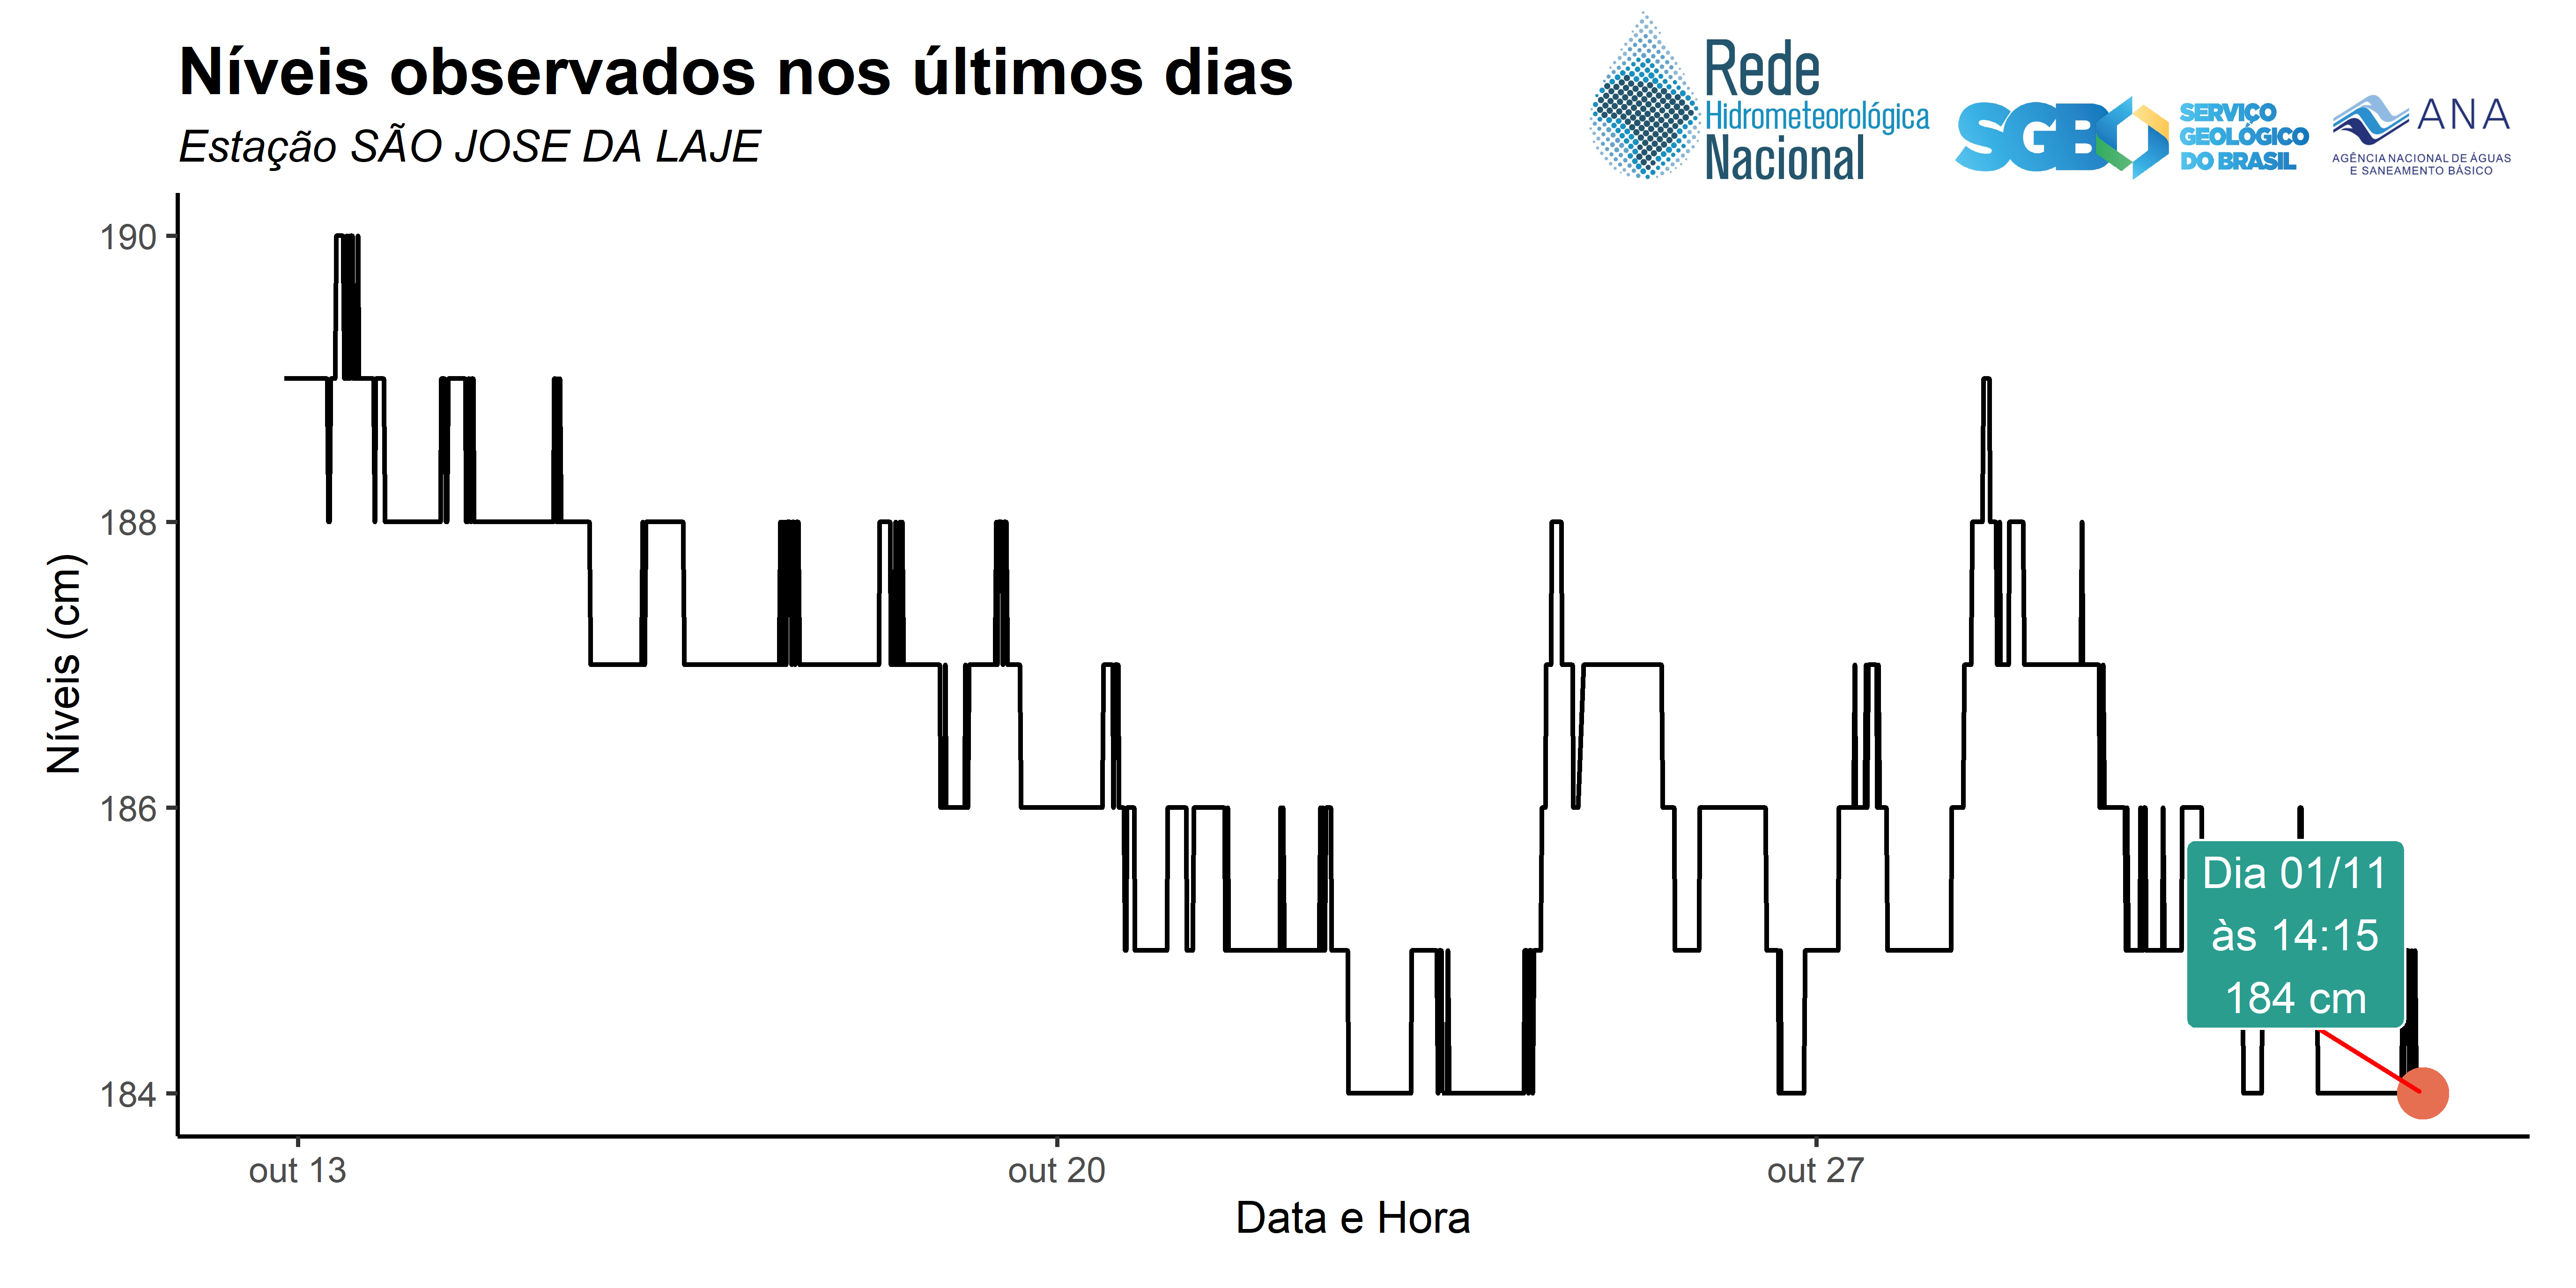 Níveis observados nos últimos dias
Estação SÃO JOSE DA LAJE
Rede
Hidrometeorológica
Nacional
SGB
SERVIÇO
GEOLÓGICO
DO BRASIL
ANA
AGÊNCIA NACIONAL DE ÁGUAS
E SANEAMENTO BÁSICO
Níveis (cm)
190
188
186
184
Dia 01/11
às 14:15
184 cm
out 13
out 20
out 27
Data e Hora